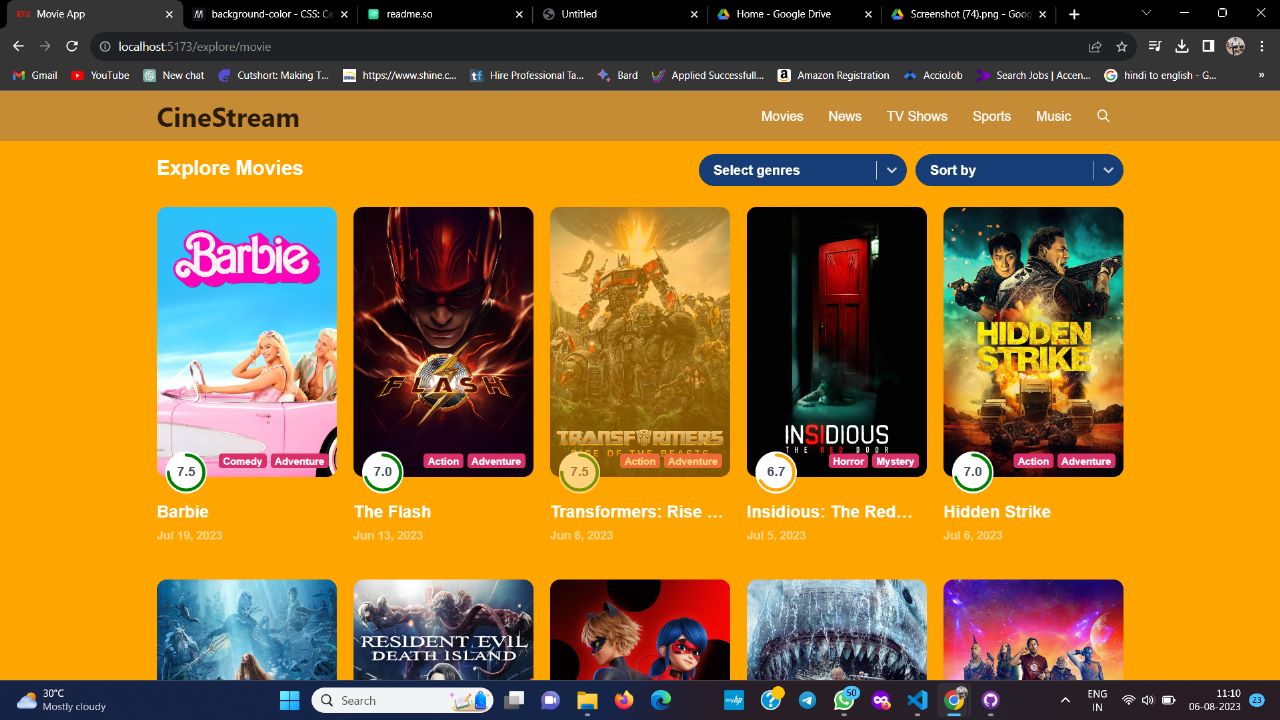 Movie App
background-color - CSS: Ca
readme.so
Untitled
Home - Google Drive
Screenshot (74).png - Goog
localhost:5173/explore/movie
Gmail
YouTube
New chat
Cutshort: Making T...
https://www.shine.c...
Hire Professional Ta...
Bard
Applied Successfull...
Amazon Registration
AccioJob
Search Jobs | Accen...
hindi to english - G...
»
CineStream
Movies
News
TV Shows
Sports
Music
Explore Movies
Select genres
Sort by
Barbie
FLASH
TRANSFORMERS
RISE OF THE BEASTS
INSIDIOUS
THE RED DOOR
HIDDEN
STRIKE
7.5
Comedy
Adventure
7.0
Action
Adventure
7.5
Action
Adventure
6.7
Horror
Mystery
7.0
Action
Adventure
Barbie
The Flash
Transformers: Rise ...
Insidious: The Red...
Hidden Strike
Jul 19, 2023
Jun 13, 2023
Jun 6, 2023
Jul 5, 2023
Jul 6, 2023
RESIDENT EVIL
DEATH ISLAND
30°C
Mostly cloudy
Search
50
ENG
IN
11:10
06-08-2023
23